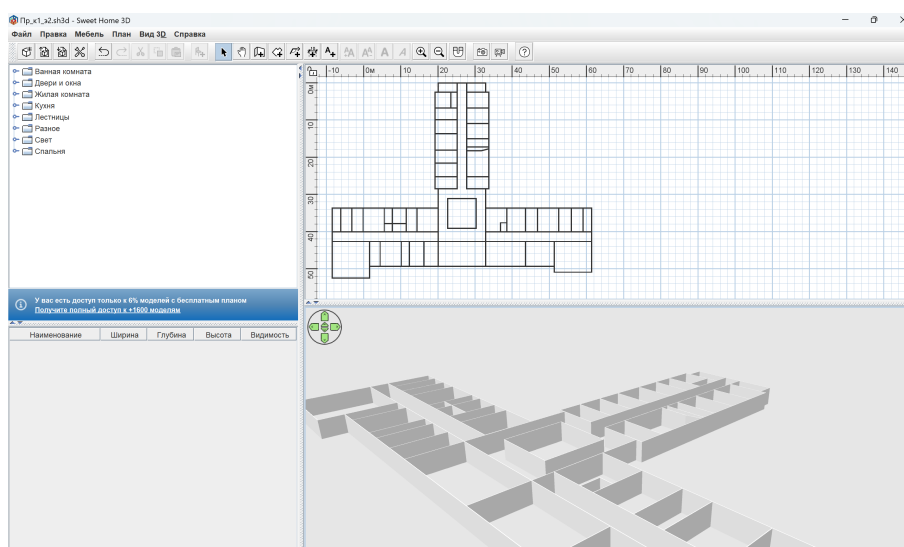 Пр_к1_э2.sh3d - Sweet Home 3D
Файл Правка Мебель План Вид 3D Справка
-10 0м 10 20 30 40 50 60 70 80 90 100 110 120 130 140
Ванная комната
Двери и окна
Жилая комната
Кухня
Лестницы
Разное
Свет
Спальня
0м
10
20
30
40
50
У вас есть доступ только к 6% моделей с бесплатным планом
Получите полный доступ к +1600 моделям
Наименование Ширина Глубина Высота Видимость